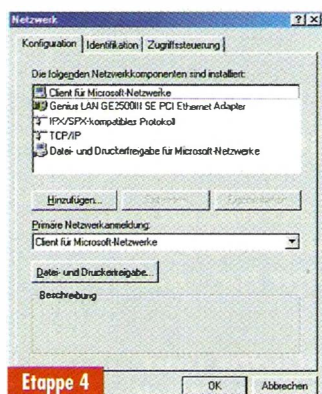 Netzwerk
Konfiguration Identifikation Zugriffssteuerung
Die folgenden Netzwerkkomponenten sind installiert:
Client für Microsoft-Netzwerke
Genius LAN GE2500III SE PCI Ethernet Adapter
IPX/SPX-kompatibles Protokoll
TCP/IP
Datei- und Druckerfreigabe für Microsoft-Netzwerke
Hinzufügen... Entfernen Eigenschaften
Primäre Netzwerkanmeldung:
Client für Microsoft-Netzwerke
Datei- und Druckerfreigabe...
Beschreibung
Etappe 4
OK Abbrechen